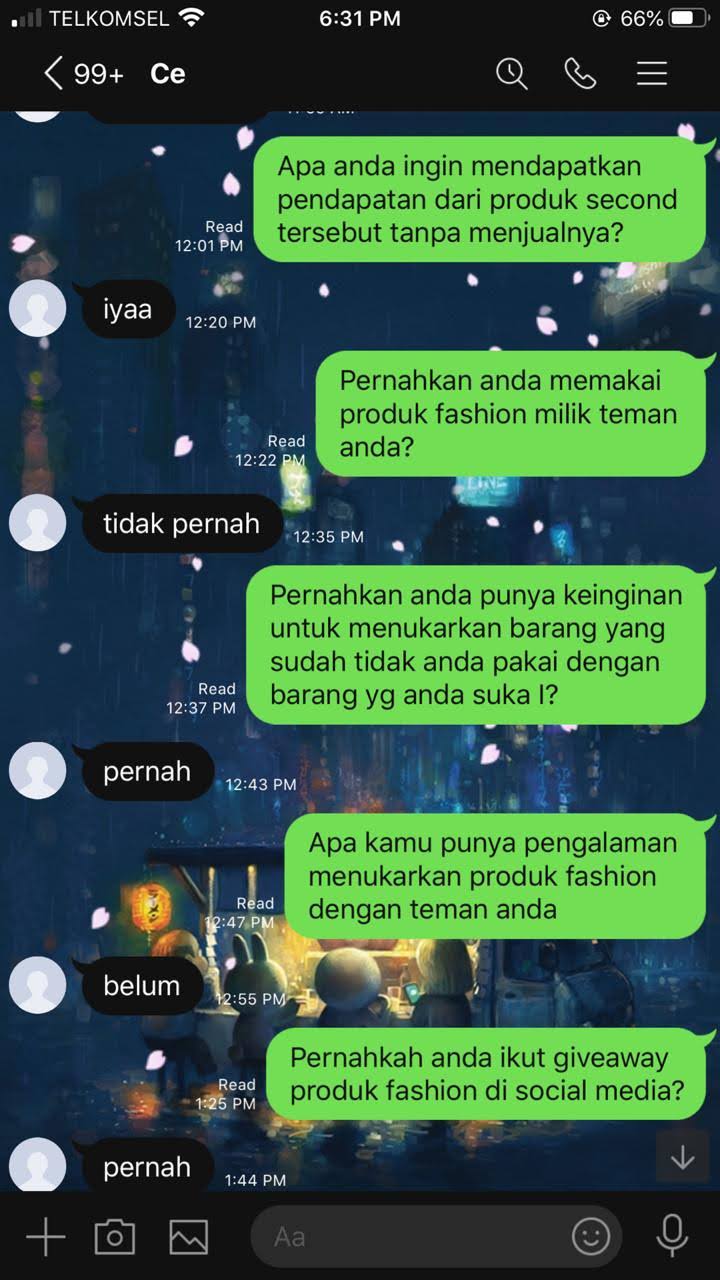 TELKOMSEL 6:31 PM 66%
99+ Ce
Apa anda ingin mendapatkan
pendapatan dari produk second
tersebut tanpa menjualnya?
Read
12:01 PM
iyaa
12:20 PM
Pernahkan anda memakai
produk fashion milik teman
anda?
Read
12:22 PM
tidak pernah
12:35 PM
Pernahkan anda punya keinginan
untuk menukarkan barang yang
sudah tidak anda pakai dengan
barang yg anda suka I?
Read
12:37 PM
pernah
12:43 PM
Apa kamu punya pengalaman
menukarkan produk fashion
dengan teman anda
Read
12:47 PM
belum
12:55 PM
Pernahkah anda ikut giveaway
produk fashion di social media?
Read
1:25 PM
pernah
1:44 PM
Aa